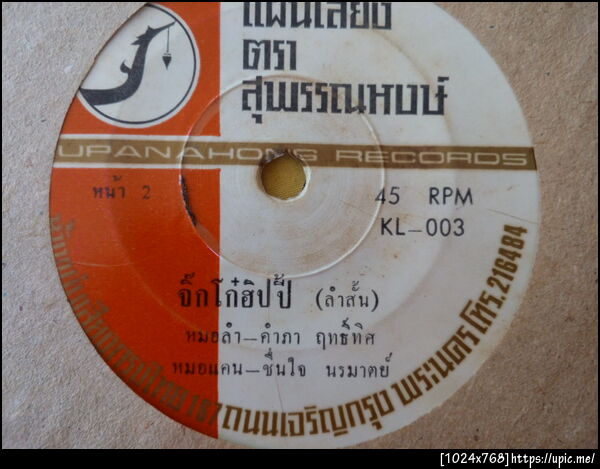 แผ่นเสียง
ตรา
สุพรรณหงษ์
UPANAHONG RECORDS
หน้า 2
45 RPM
KL-003
จิ๊กโก๋ฮิปปี้ (ลำสั้น)
หมอลำ-คำภา ฤทธิ์ทิศ
หมอแคน-ชื่นใจ นรมาตย์
ถนนเจริญกรุง พระนคร โทร.216484
[1024x768]https://upic.me/